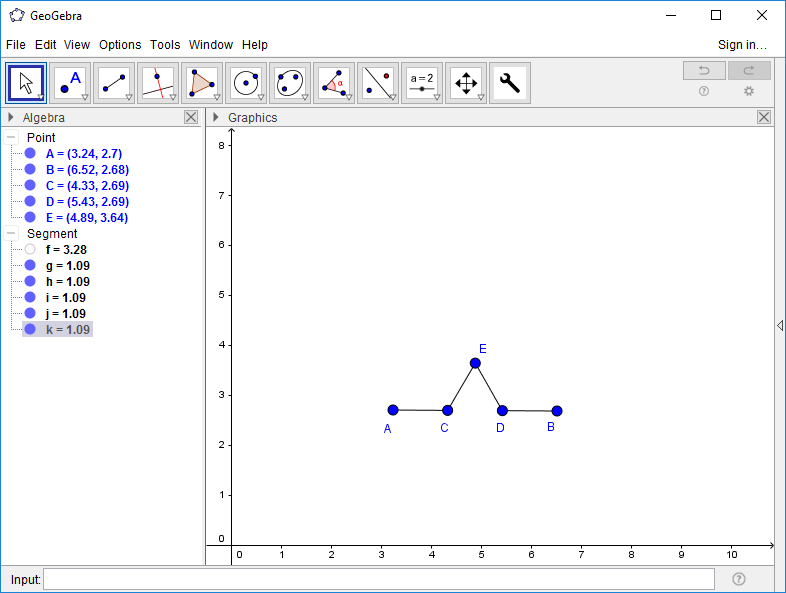 GeoGebra
File Edit View Options Tools Window Help Sign in...
A a=2
α
Algebra
Graphics
Point
A = (3.24, 2.7)
B = (6.52, 2.68)
C = (4.33, 2.69)
D = (5.43, 2.69)
E = (4.89, 3.64)
Segment
f = 3.28
g = 1.09
h = 1.09
i = 1.09
j = 1.09
k = 1.09
8
7
6
5
4
3
2
1
0
E
A C D B
0 1 2 3 4 5 6 7 8 9 10
Input:
?